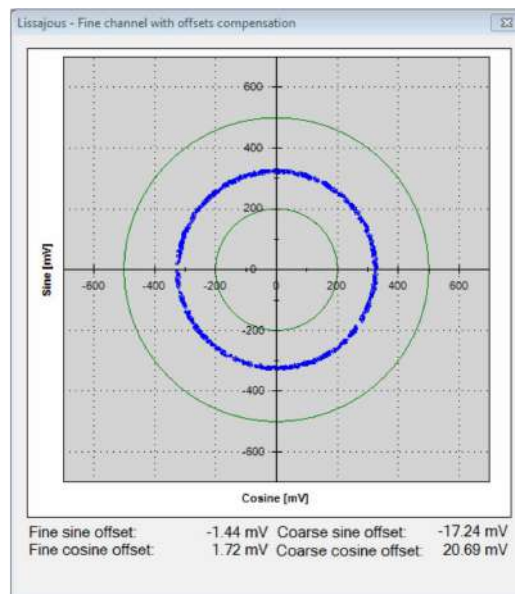 Lissajous - Fine channel with offsets compensation
600
400
200
-600 -400 -200 0 200 400 600
-200
-400
-600
Sine [mV]
Cosine [mV]
Fine sine offset: -1.44 mV Coarse sine offset: -17.24 mV
Fine cosine offset: 1.72 mV Coarse cosine offset: 20.69 mV